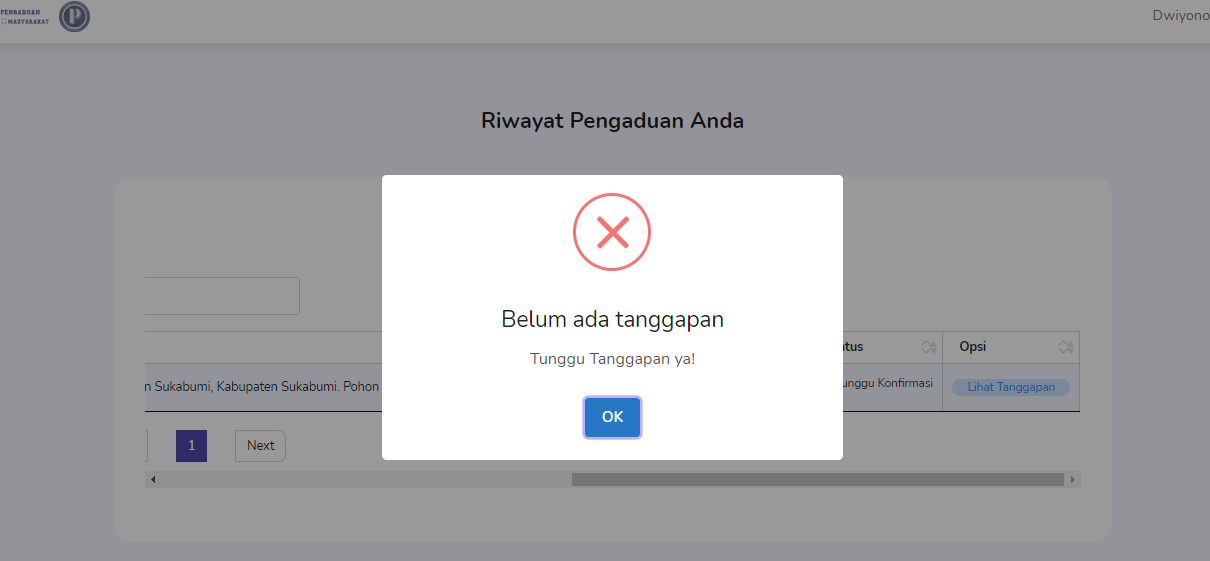 PENGADUAN
MASYARAKAT
P
Dwiyono
Riwayat Pengaduan Anda
Belum ada tanggapan
Tunggu Tanggapan ya!
OK
tus
Opsi
n Sukabumi, Kabupaten Sukabumi. Pohon
unggu Konfirmasi
Lihat Tanggapan
1
Next